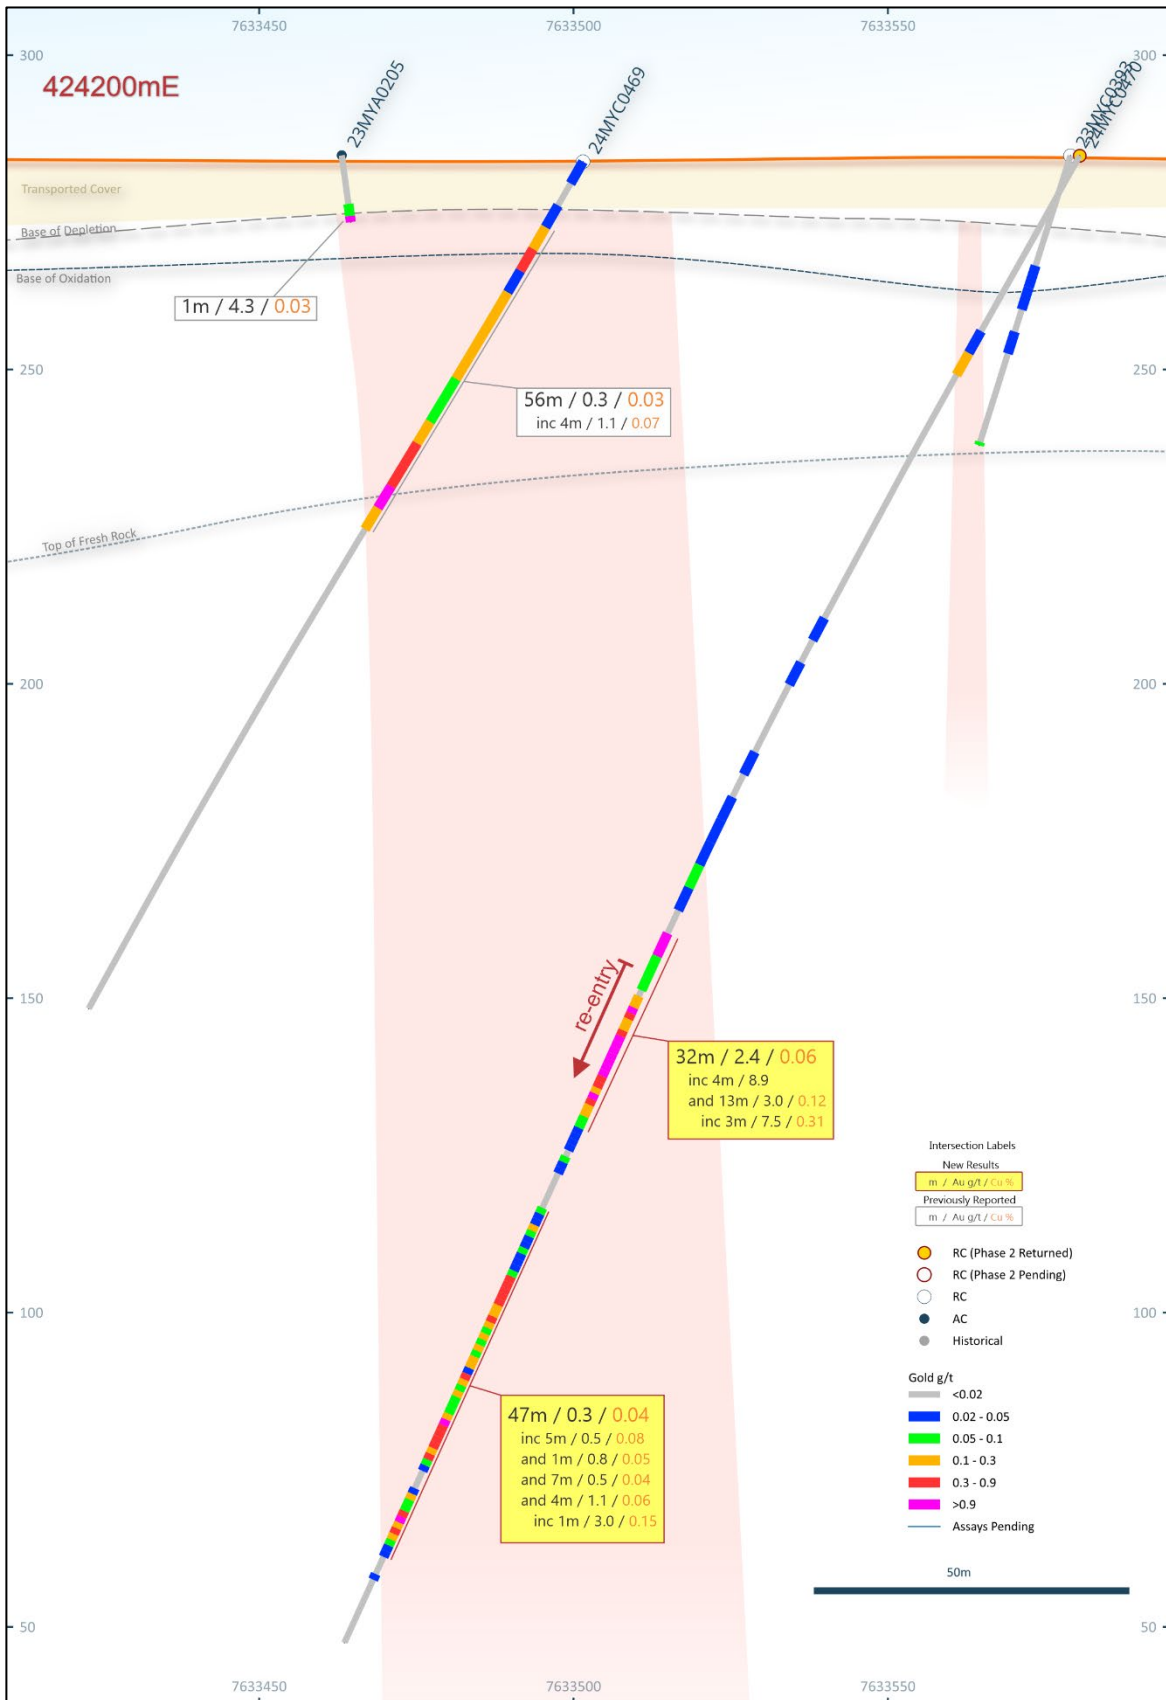 7633450
7633500
7633550
300
300
424200mE
23MYA0205
24MYC0469
23MYC0393
24MYC0470
Transported Cover
Base of Depletion
Base of Oxidation
1m / 4.3 / 0.03
250
250
56m / 0.3 / 0.03
inc 4m / 1.1 / 0.07
Top of Fresh Rock
200
200
150
150
re-entry
32m / 2.4 / 0.06
inc 4m / 8.9
and 13m / 3.0 / 0.12
inc 3m / 7.5 / 0.31
Intersection Labels
New Results
m / Au g/t / Cu %
Previously Reported
m / Au g/t / Cu %
RC (Phase 2 Returned)
RC (Phase 2 Pending)
RC
AC
Historical
100
100
Gold g/t
<0.02
0.02 - 0.05
0.05 - 0.1
0.1 - 0.3
0.3 - 0.9
>0.9
Assays Pending
47m / 0.3 / 0.04
inc 5m / 0.5 / 0.08
and 1m / 0.8 / 0.05
and 7m / 0.5 / 0.04
and 4m / 1.1 / 0.06
inc 1m / 3.0 / 0.15
50m
50
50
7633450
7633500
7633550